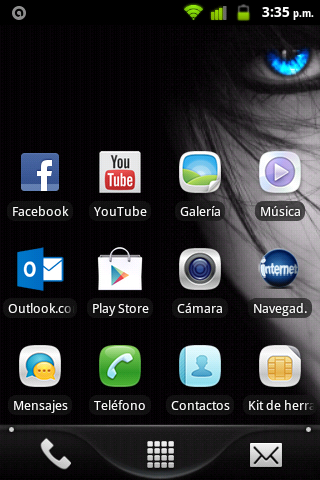 3:35 p.m.
You
Tube
Facebook
YouTube
Galería
Música
internet
Outlook.co
Play Store
Cámara
Navegad.
Mensajes
Teléfono
Contactos
Kit de herra